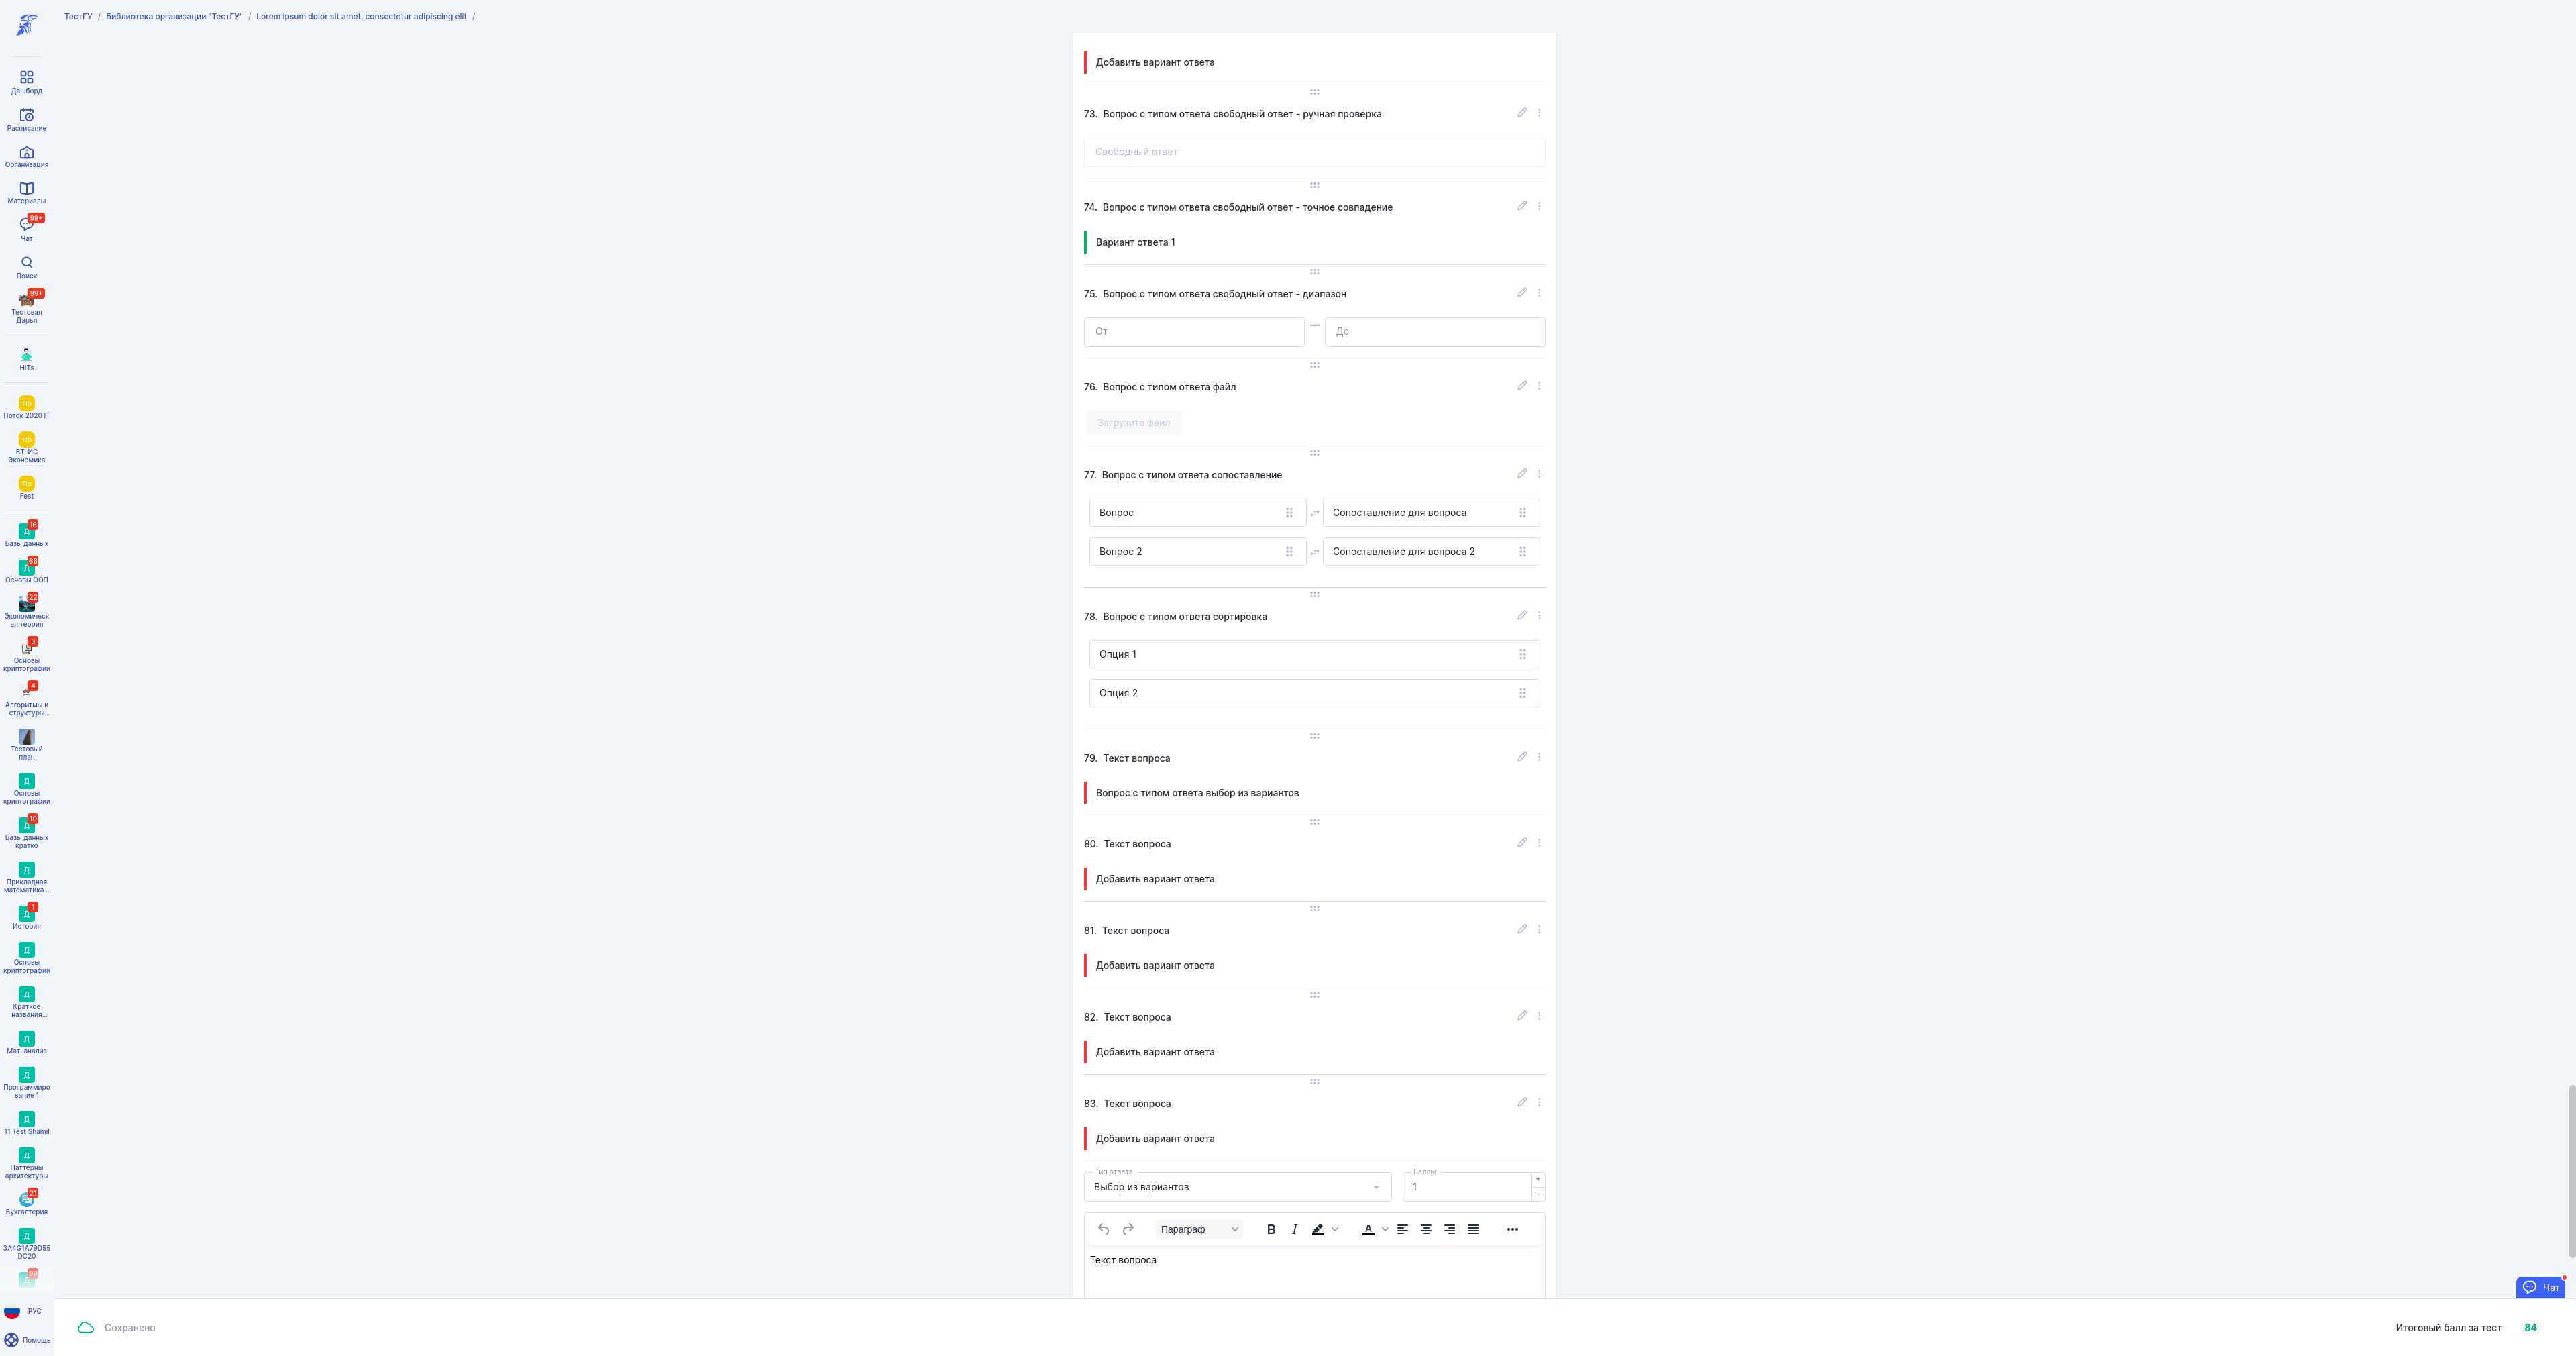 ТестГУ / Библиотека организации "ТестГУ" / Lorem ipsum dolor sit amet, consectetur adipiscing elit /
Дашборд
Расписание
Организация
Материалы
99+
Чат
Поиск
99+
Тестовая
Дарья
HITs
По
Поток 2020 IT
По
ВТ-ИС
Экономика
По
Fest
16
Д
Базы данных
66
Д
Основы ООП
22
Экономическ
ая теория
3
Основы
криптографии
4
Алгоритмы и
структуры...
Тестовый
план
Д
Основы
криптографии
10
Д
Базы данных
кратко
Д
Прикладная
математика ...
1
Д
История
Д
Основы
криптографии
Д
Краткое
названия...
Д
Мат. анализ
Д
Программиро
вание 1
Д
11 Test Shamil
Д
Паттерны
архитектуры
21
Бухгалтерия
Д
3A4G1A79D55
DC20
99
Д
РУС
Помощь
Добавить вариант ответа
73. Вопрос с типом ответа свободный ответ - ручная проверка
Свободный ответ
74. Вопрос с типом ответа свободный ответ - точное совпадение
Вариант ответа 1
75. Вопрос с типом ответа свободный ответ - диапазон
От — До
76. Вопрос с типом ответа файл
Загрузите файл
77. Вопрос с типом ответа сопоставление
Вопрос Сопоставление для вопроса
Вопрос 2 Сопоставление для вопроса 2
78. Вопрос с типом ответа сортировка
Опция 1
Опция 2
79. Текст вопроса
Вопрос с типом ответа выбор из вариантов
80. Текст вопроса
Добавить вариант ответа
81. Текст вопроса
Добавить вариант ответа
82. Текст вопроса
Добавить вариант ответа
83. Текст вопроса
Добавить вариант ответа
Тип ответа Баллы
Выбор из вариантов 1 + -
Параграф B I A
Текст вопроса
Чат
Сохранено
Итоговый балл за тест 84